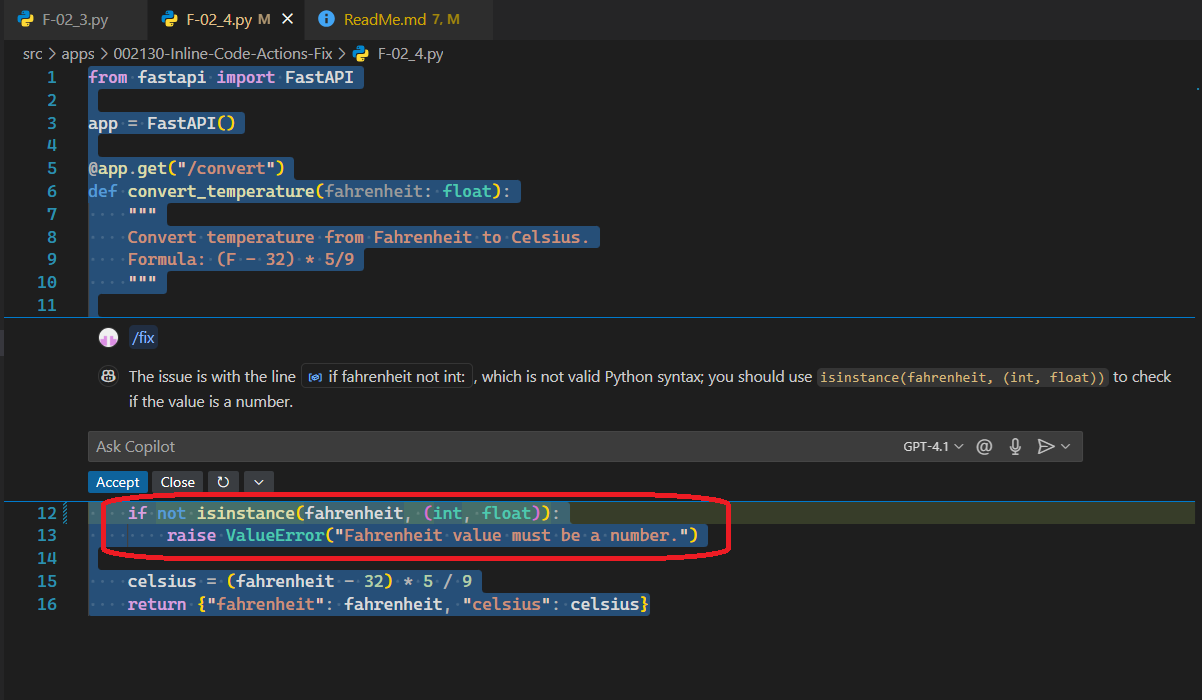 F-02_3.py F-02_4.py M ReadMe.md 7, M
src > apps > 002130-Inline-Code-Actions-Fix > F-02_4.py
1 from fastapi import FastAPI
2
3 app = FastAPI()
4
5 @app.get("/convert")
6 def convert_temperature(fahrenheit: float):
7 """
8 Convert temperature from Fahrenheit to Celsius.
9 Formula: (F - 32) * 5/9
10 """
11
/fix
The issue is with the line if fahrenheit not int: , which is not valid Python syntax; you should use isinstance(fahrenheit, (int, float)) to check
if the value is a number.
Ask Copilot GPT-4.1 @
Accept Close
12 if not isinstance(fahrenheit, (int, float)):
13 raise ValueError("Fahrenheit value must be a number.")
14
15 celsius = (fahrenheit - 32) * 5 / 9
16 return {"fahrenheit": fahrenheit, "celsius": celsius}